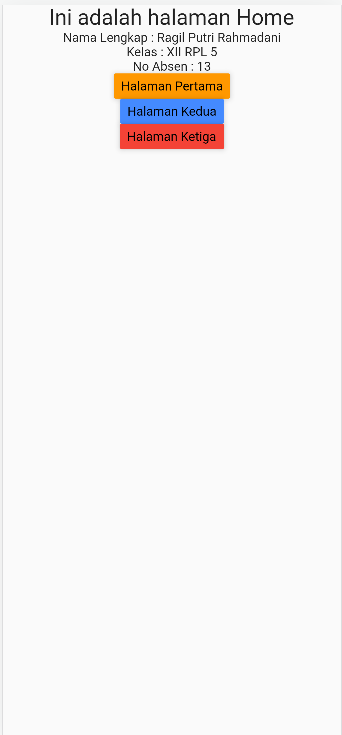 Ini adalah halaman Home
Nama Lengkap : Ragil Putri Rahmadani
Kelas : XII RPL 5
No Absen : 13
Halaman Pertama
Halaman Kedua
Halaman Ketiga